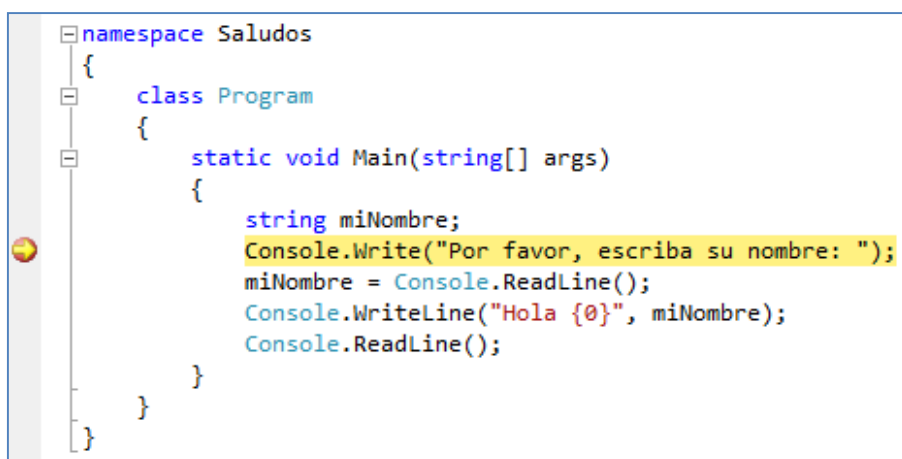 namespace Saludos
{
class Program
{
static void Main(string[] args)
{
string miNombre;
Console.Write("Por favor, escriba su nombre: ");
miNombre = Console.ReadLine();
Console.WriteLine("Hola {0}", miNombre);
Console.ReadLine();
}
}
}